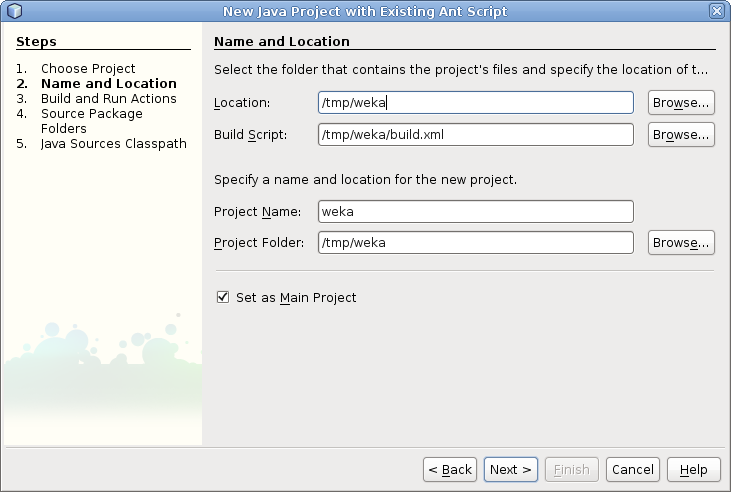 New Java Project with Existing Ant Script
Steps
1. Choose Project
2. Name and Location
3. Build and Run Actions
4. Source Package
Folders
5. Java Sources Classpath
Name and Location
Select the folder that contains the project's files and specify the location of t...
Location: /tmp/weka Browse...
Build Script: /tmp/weka/build.xml Browse...
Specify a name and location for the new project.
Project Name: weka
Project Folder: /tmp/weka Browse...
Set as Main Project
< Back Next > Finish Cancel Help